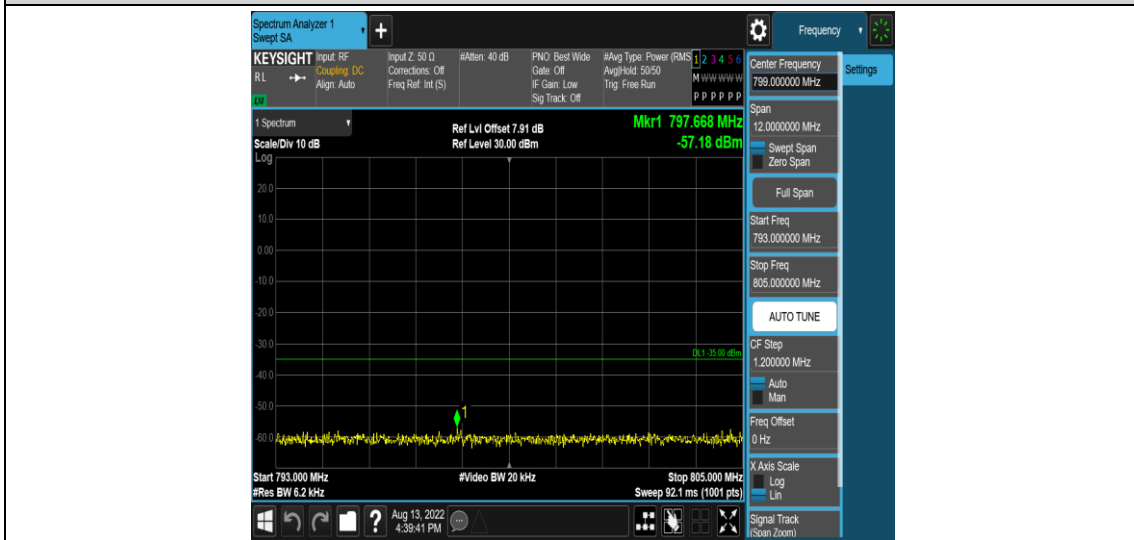 Spectrum Analyzer 1
Swept SA
+
Frequency
KEYSIGHT
RL
LXI
Input: RF
Coupling: DC
Align: Auto
Input Z: 50 Ω
Corrections: Off
Freq Ref: Int (S)
#Atten: 40 dB
PNO: Best Wide
Gate: Off
IF Gain: Low
Sig Track: Off
#Avg Type: Power (RMS
Avg|Hold: 50/50
Trig: Free Run
1 2 3 4 5 6
M W W W W W
P P P P P P
1 Spectrum
Scale/Div 10 dB
Ref Lvl Offset 7.91 dB
Ref Level 30.00 dBm
Mkr1 797.668 MHz
-57.18 dBm
Log
20.0
10.0
0.00
-10.0
-20.0
-30.0
DL1 -35.00 dBm
-40.0
-50.0
1
-60.0
Start 793.000 MHz
#Video BW 20 kHz
Stop 805.000 MHz
#Res BW 6.2 kHz
Sweep 92.1 ms (1001 pts)
?
Aug 13, 2022
4:39:41 PM
Center Frequency
799.000000 MHz
Settings
Span
12.0000000 MHz
Swept Span
Zero Span
Full Span
Start Freq
793.000000 MHz
Stop Freq
805.000000 MHz
AUTO TUNE
CF Step
1.200000 MHz
Auto
Man
Freq Offset
0 Hz
X Axis Scale
Log
Lin
Signal Track
(Span Zoom)